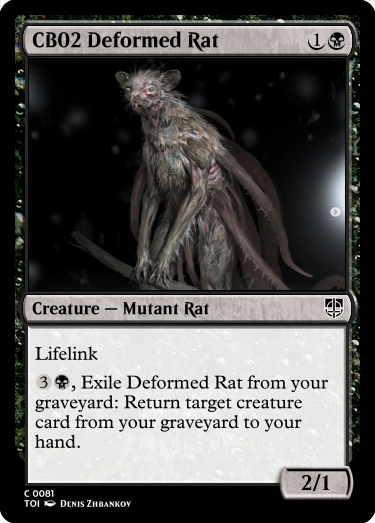 CB02 Deformed Rat 1
Creature — Mutant Rat
Lifelink
3, Exile Deformed Rat from your
graveyard: Return target creature
card from your graveyard to your
hand.
2/1
C 0081
TOI Denis Zhbankov